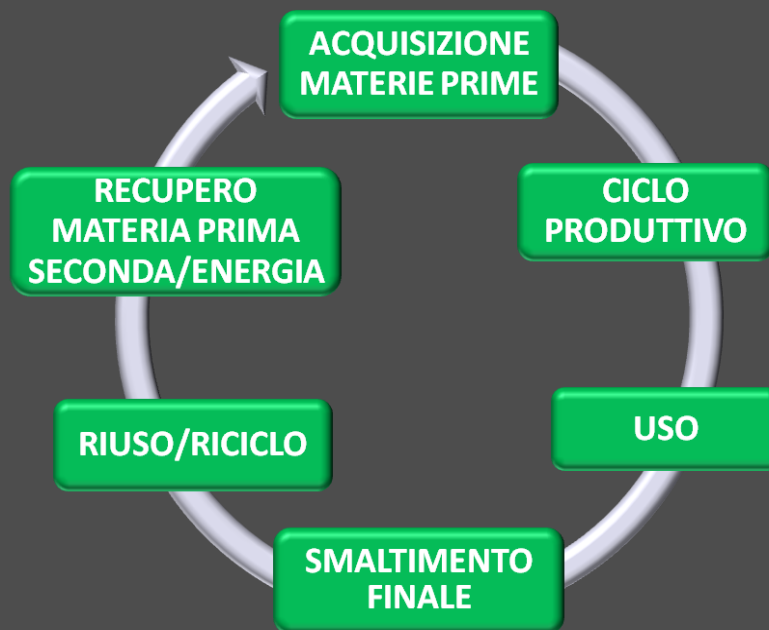 ACQUISIZIONE
MATERIE PRIME
CICLO
PRODUTTIVO
USO
SMALTIMENTO
FINALE
RIUSO/RICICLO
RECUPERO
MATERIA PRIMA
SECONDA/ENERGIA